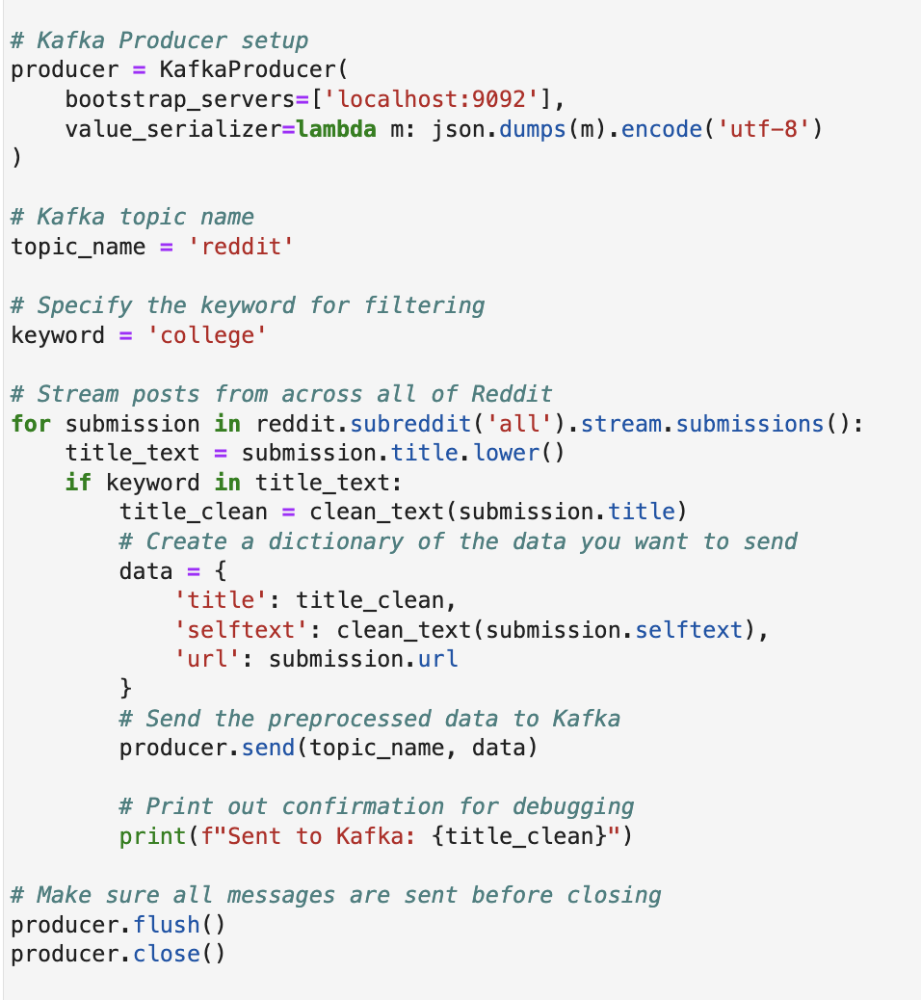 # Kafka Producer setup
producer = KafkaProducer(
    bootstrap_servers=['localhost:9092'],
    value_serializer=lambda m: json.dumps(m).encode('utf-8')
)

# Kafka topic name
topic_name = 'reddit'

# Specify the keyword for filtering
keyword = 'college'

# Stream posts from across all of Reddit
for submission in reddit.subreddit('all').stream.submissions():
    title_text = submission.title.lower()
    if keyword in title_text:
        title_clean = clean_text(submission.title)
        # Create a dictionary of the data you want to send
        data = {
            'title': title_clean,
            'selftext': clean_text(submission.selftext),
            'url': submission.url
        }
        # Send the preprocessed data to Kafka
        producer.send(topic_name, data)

        # Print out confirmation for debugging
        print(f"Sent to Kafka: {title_clean}")

# Make sure all messages are sent before closing
producer.flush()
producer.close()